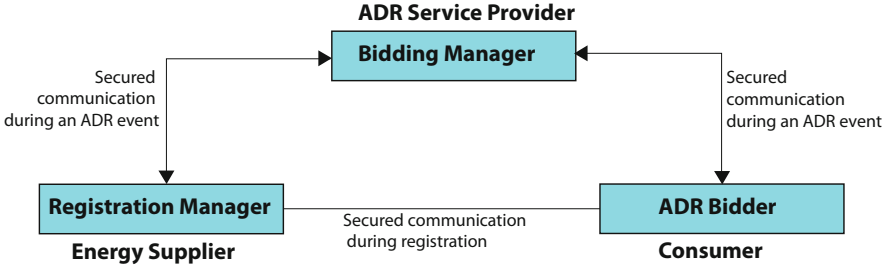 ADR Service Provider
Bidding Manager
Secured
communication
during an ADR event
Secured
communication
during an ADR event
Registration Manager
Secured communication
during registration
ADR Bidder
Energy Supplier
Consumer